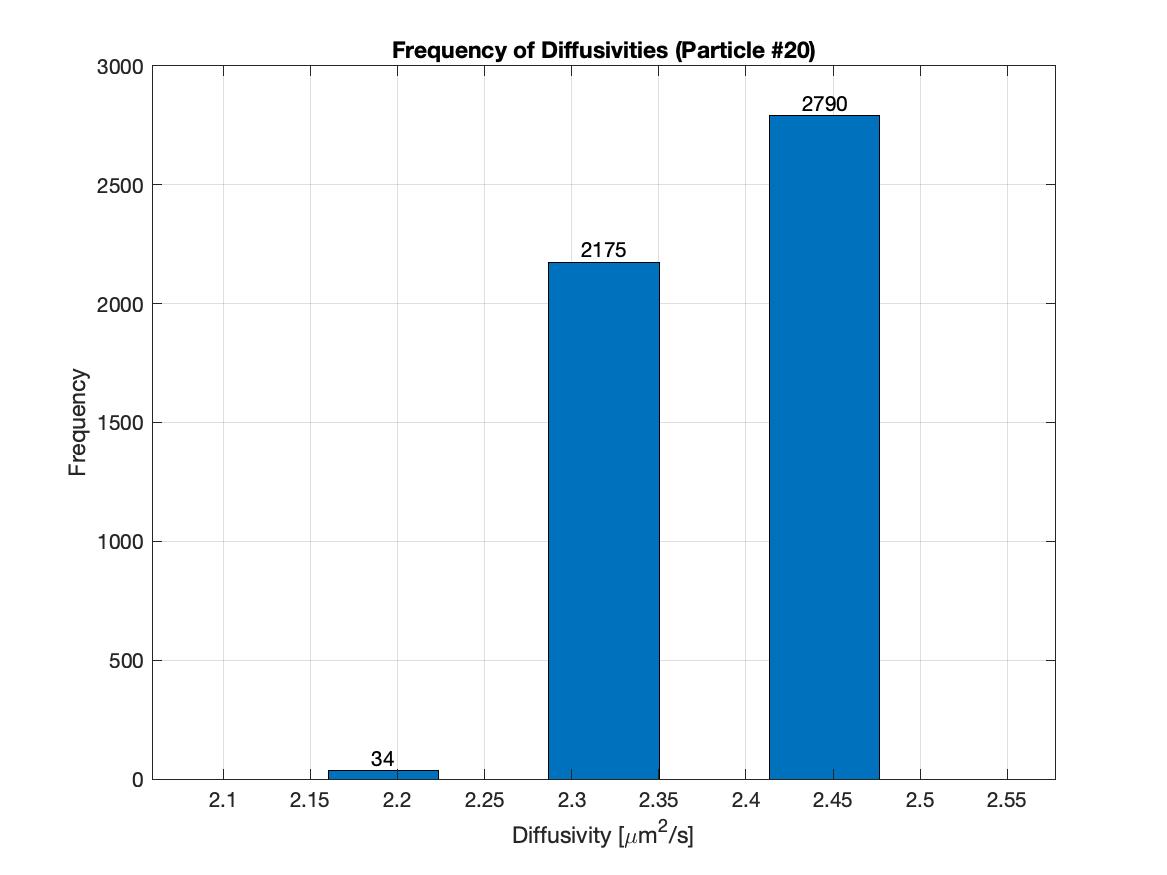 Frequency of Diffusivities (Particle #20)
3000
2790
2500
2175
2000
1500
Frequency
1000
500
34
0
2.1 2.15 2.2 2.25 2.3 2.35 2.4 2.45 2.5 2.55
Diffusivity [μm²/s]